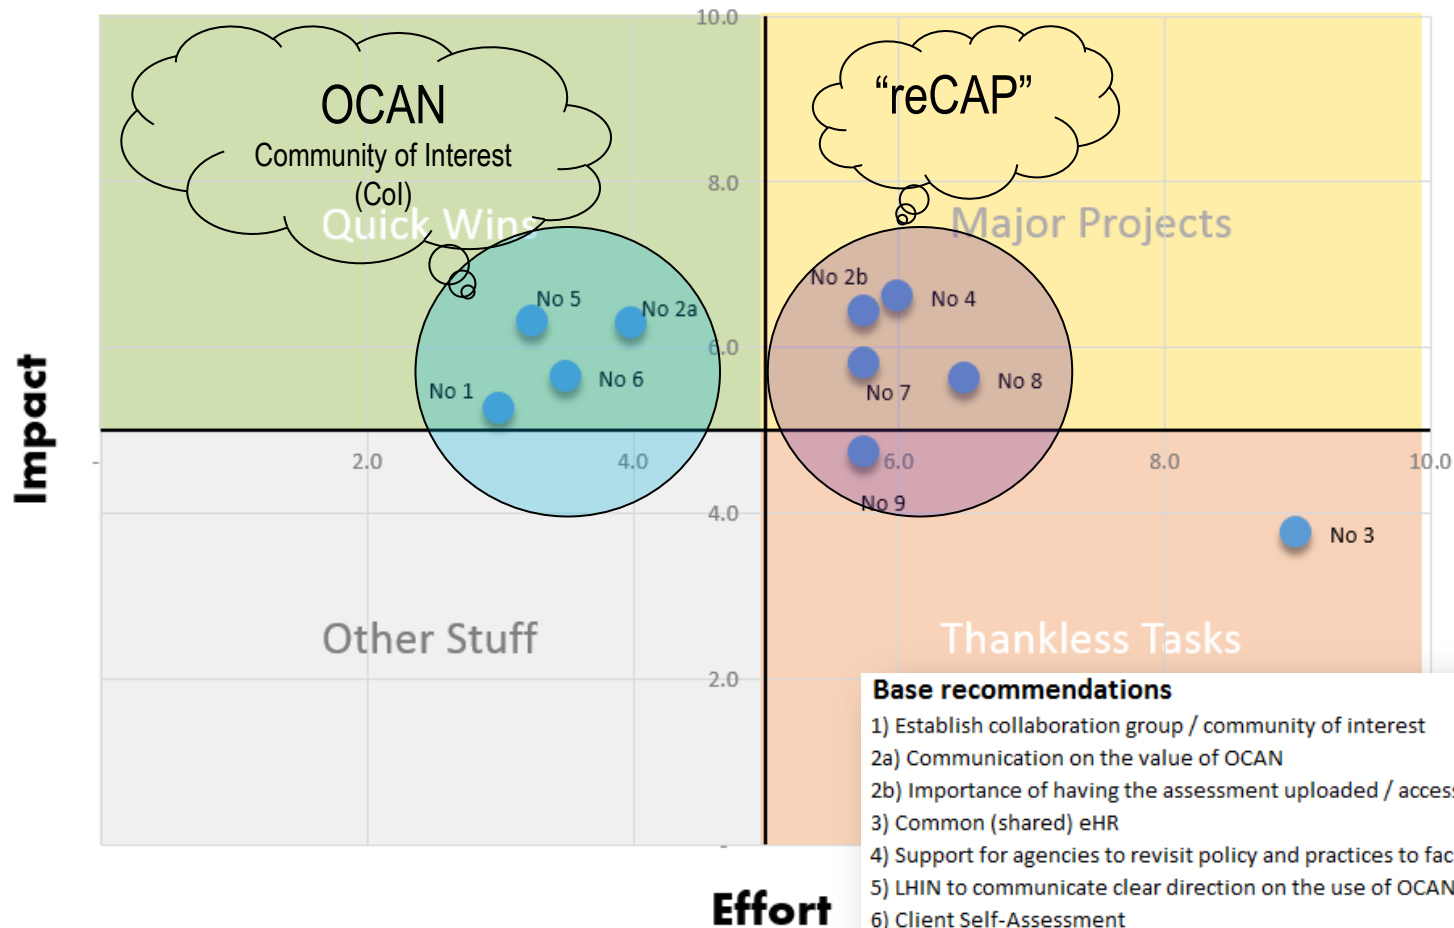 10.0
OCAN
Community of Interest
(CoI)
“reCAP”
8.0
Quick Wins
Major Projects
No 2b
No 5
No 4
No 2a
6.0
No 6
No 8
No 1
No 7
Impact
-
2.0
4.0
6.0
8.0
10.0
No 9
4.0
No 3
Other Stuff
Thankless Tasks
2.0
Base recommendations
1) Establish collaboration group / community of interest
2a) Communication on the value of OCAN
2b) Importance of having the assessment uploaded / access
3) Common (shared) eHR
-
4) Support for agencies to revisit policy and practices to fac
5) LHIN to communicate clear direction on the use of OCAN
Effort
6) Client Self-Assessment